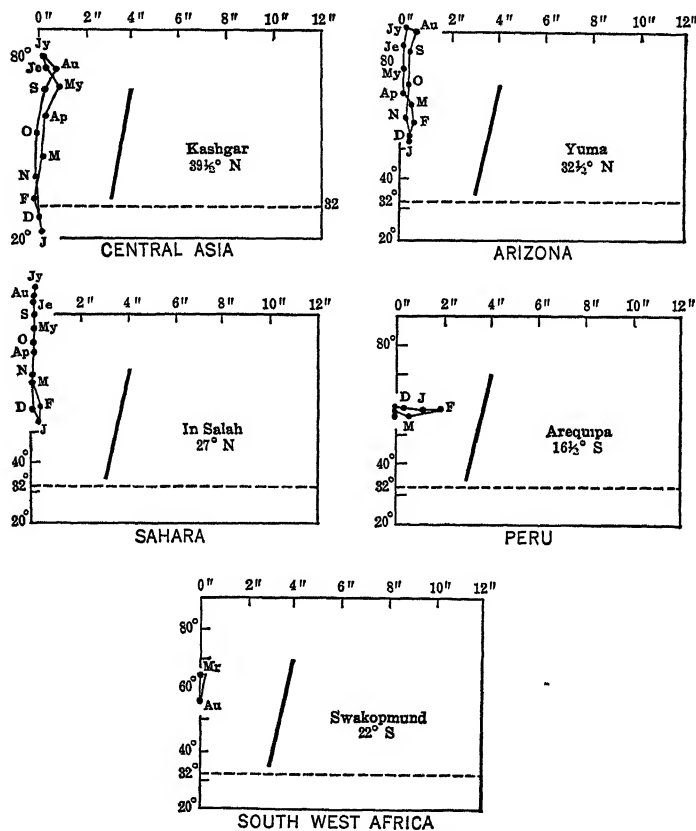 0″ 2″ 4″ 6″ 8″ 10″ 12″
80°
Jy
Je
Au
S
My
Ap
O
M
N
F
D
J
20°
32
Kashgar
39½° N
CENTRAL ASIA
0″ 2″ 4″ 6″ 8″ 10″ 12″
Jy
Au
Je
S
80
My
O
Ap
M
N
F
D
J
40°
32°
20°
Yuma
32½° N
ARIZONA
Jy
Au
Je
S
2″ 4″ 6″ 8″ 10″ 12″
My
O
Ap
N
M
D
F
J
40°
32°
20°
In Salah
27° N
SAHARA
0″ 2″ 4″ 6″ 8″ 10″ 12″
80°
D
J
F
M
40°
32°
20°
Arequipa
16½° S
PERU
0″ 2″ 4″ 6″ 8″ 10″ 12″
80°
Mr
60°
Au
40°
32°
20°
Swakopmund
22° S
SOUTH WEST AFRICA